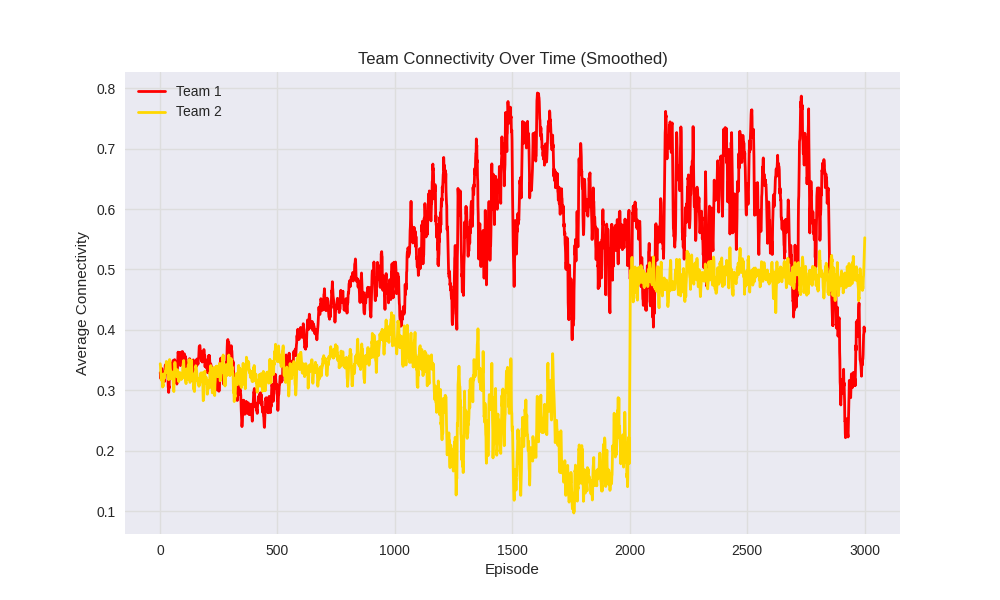 Team Connectivity Over Time (Smoothed)
Team 1
Team 2
Average Connectivity
0.8
0.7
0.6
0.5
0.4
0.3
0.2
0.1
0 500 1000 1500 2000 2500 3000
Episode